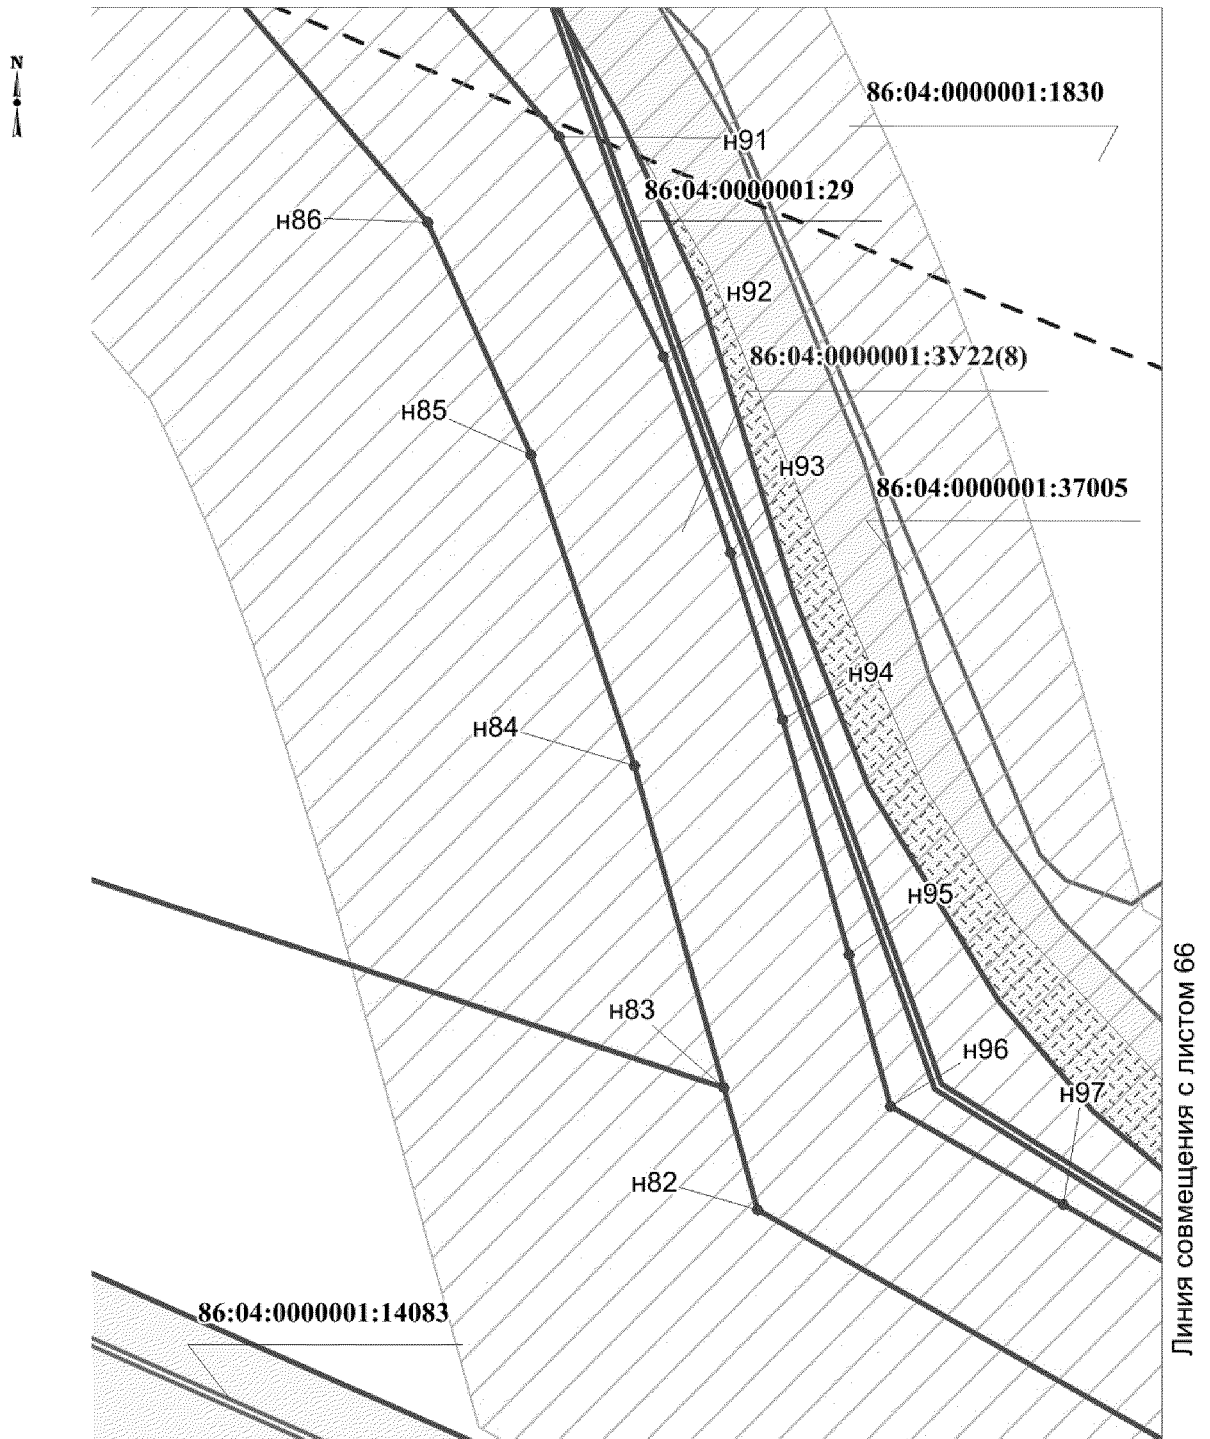 N
86:04:0000001:1830
н91
86:04:0000001:29
н86
н92
86:04:0000001:ЗУ22(8)
н85
н93
86:04:0000001:37005
н94
н84
н95
н83
н96
н97
н82
86:04:0000001:14083
Линия совмещения с листом 66